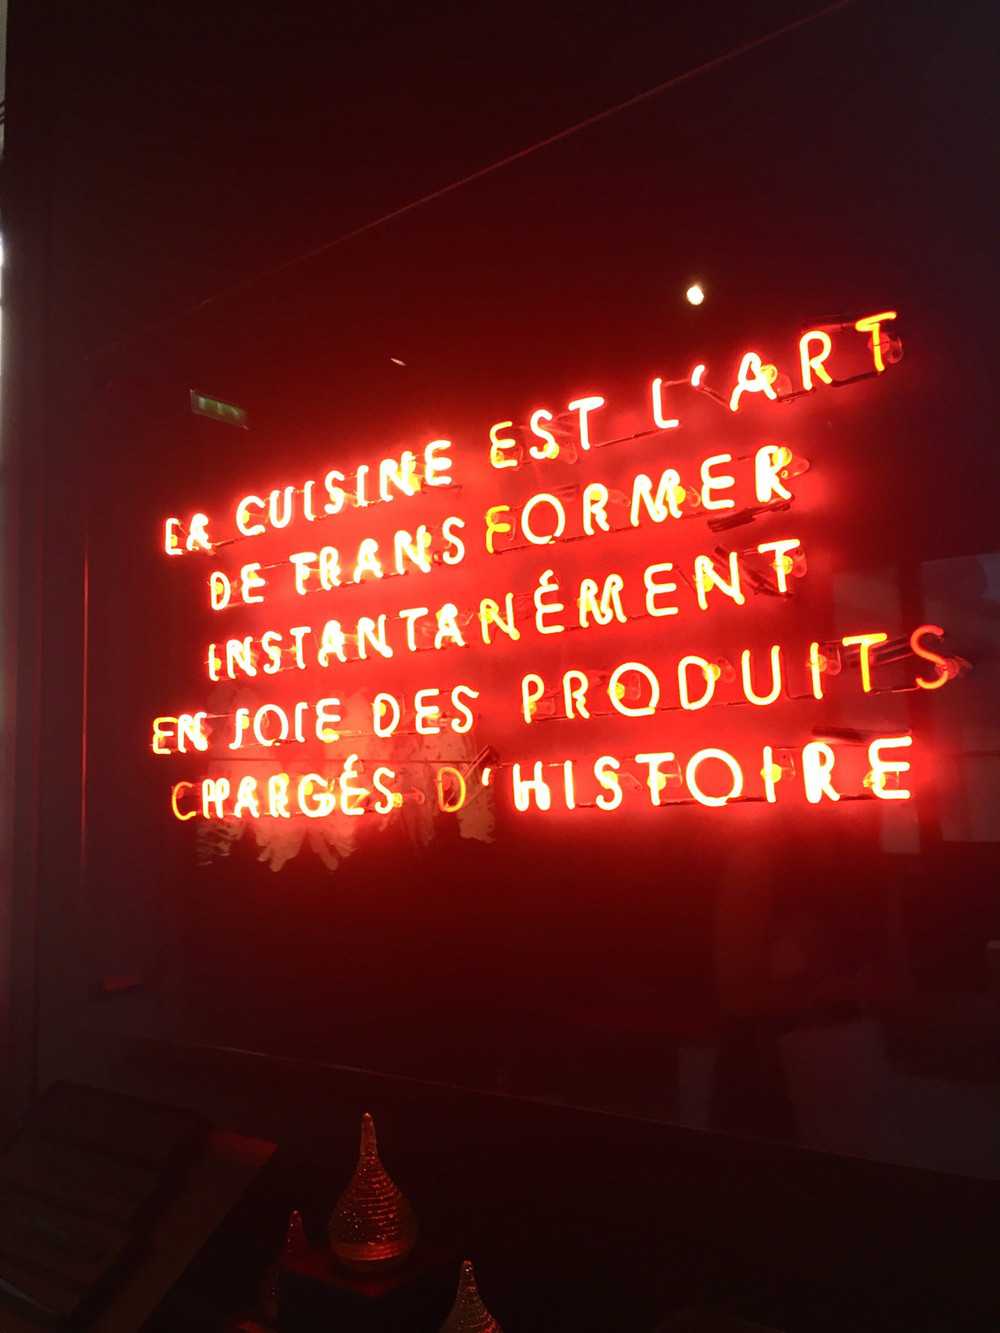 LA CUISINE EST L'ART
DE TRANSFORMER
INSTANTANÉMENT
EN JOIE DES PRODUITS
CHARGÉS D'HISTOIRE